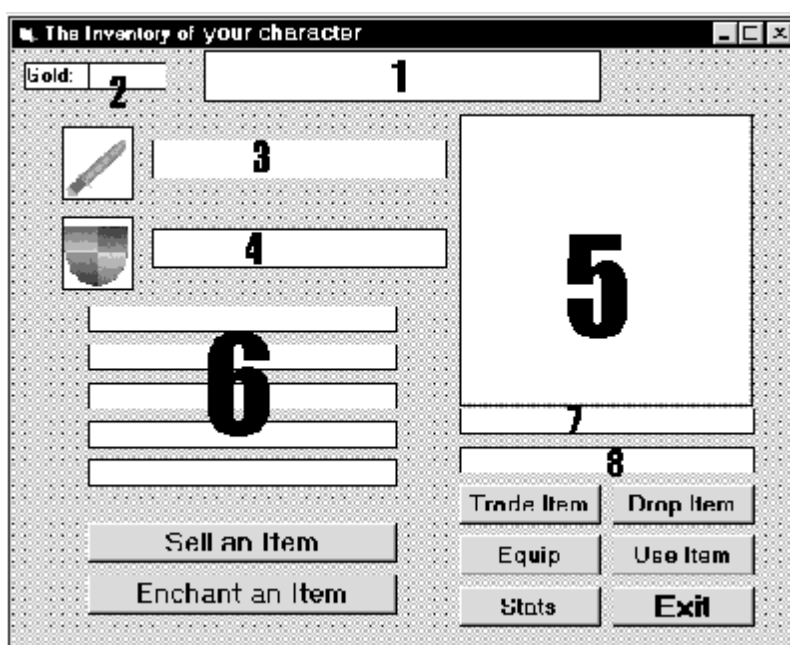 The Inventory of your character
Gold:
1
2
3
4
5
6
7
8
Trade Item
Drop Item
Sell an Item
Equip
Use Item
Enchant an Item
Stats
Exit